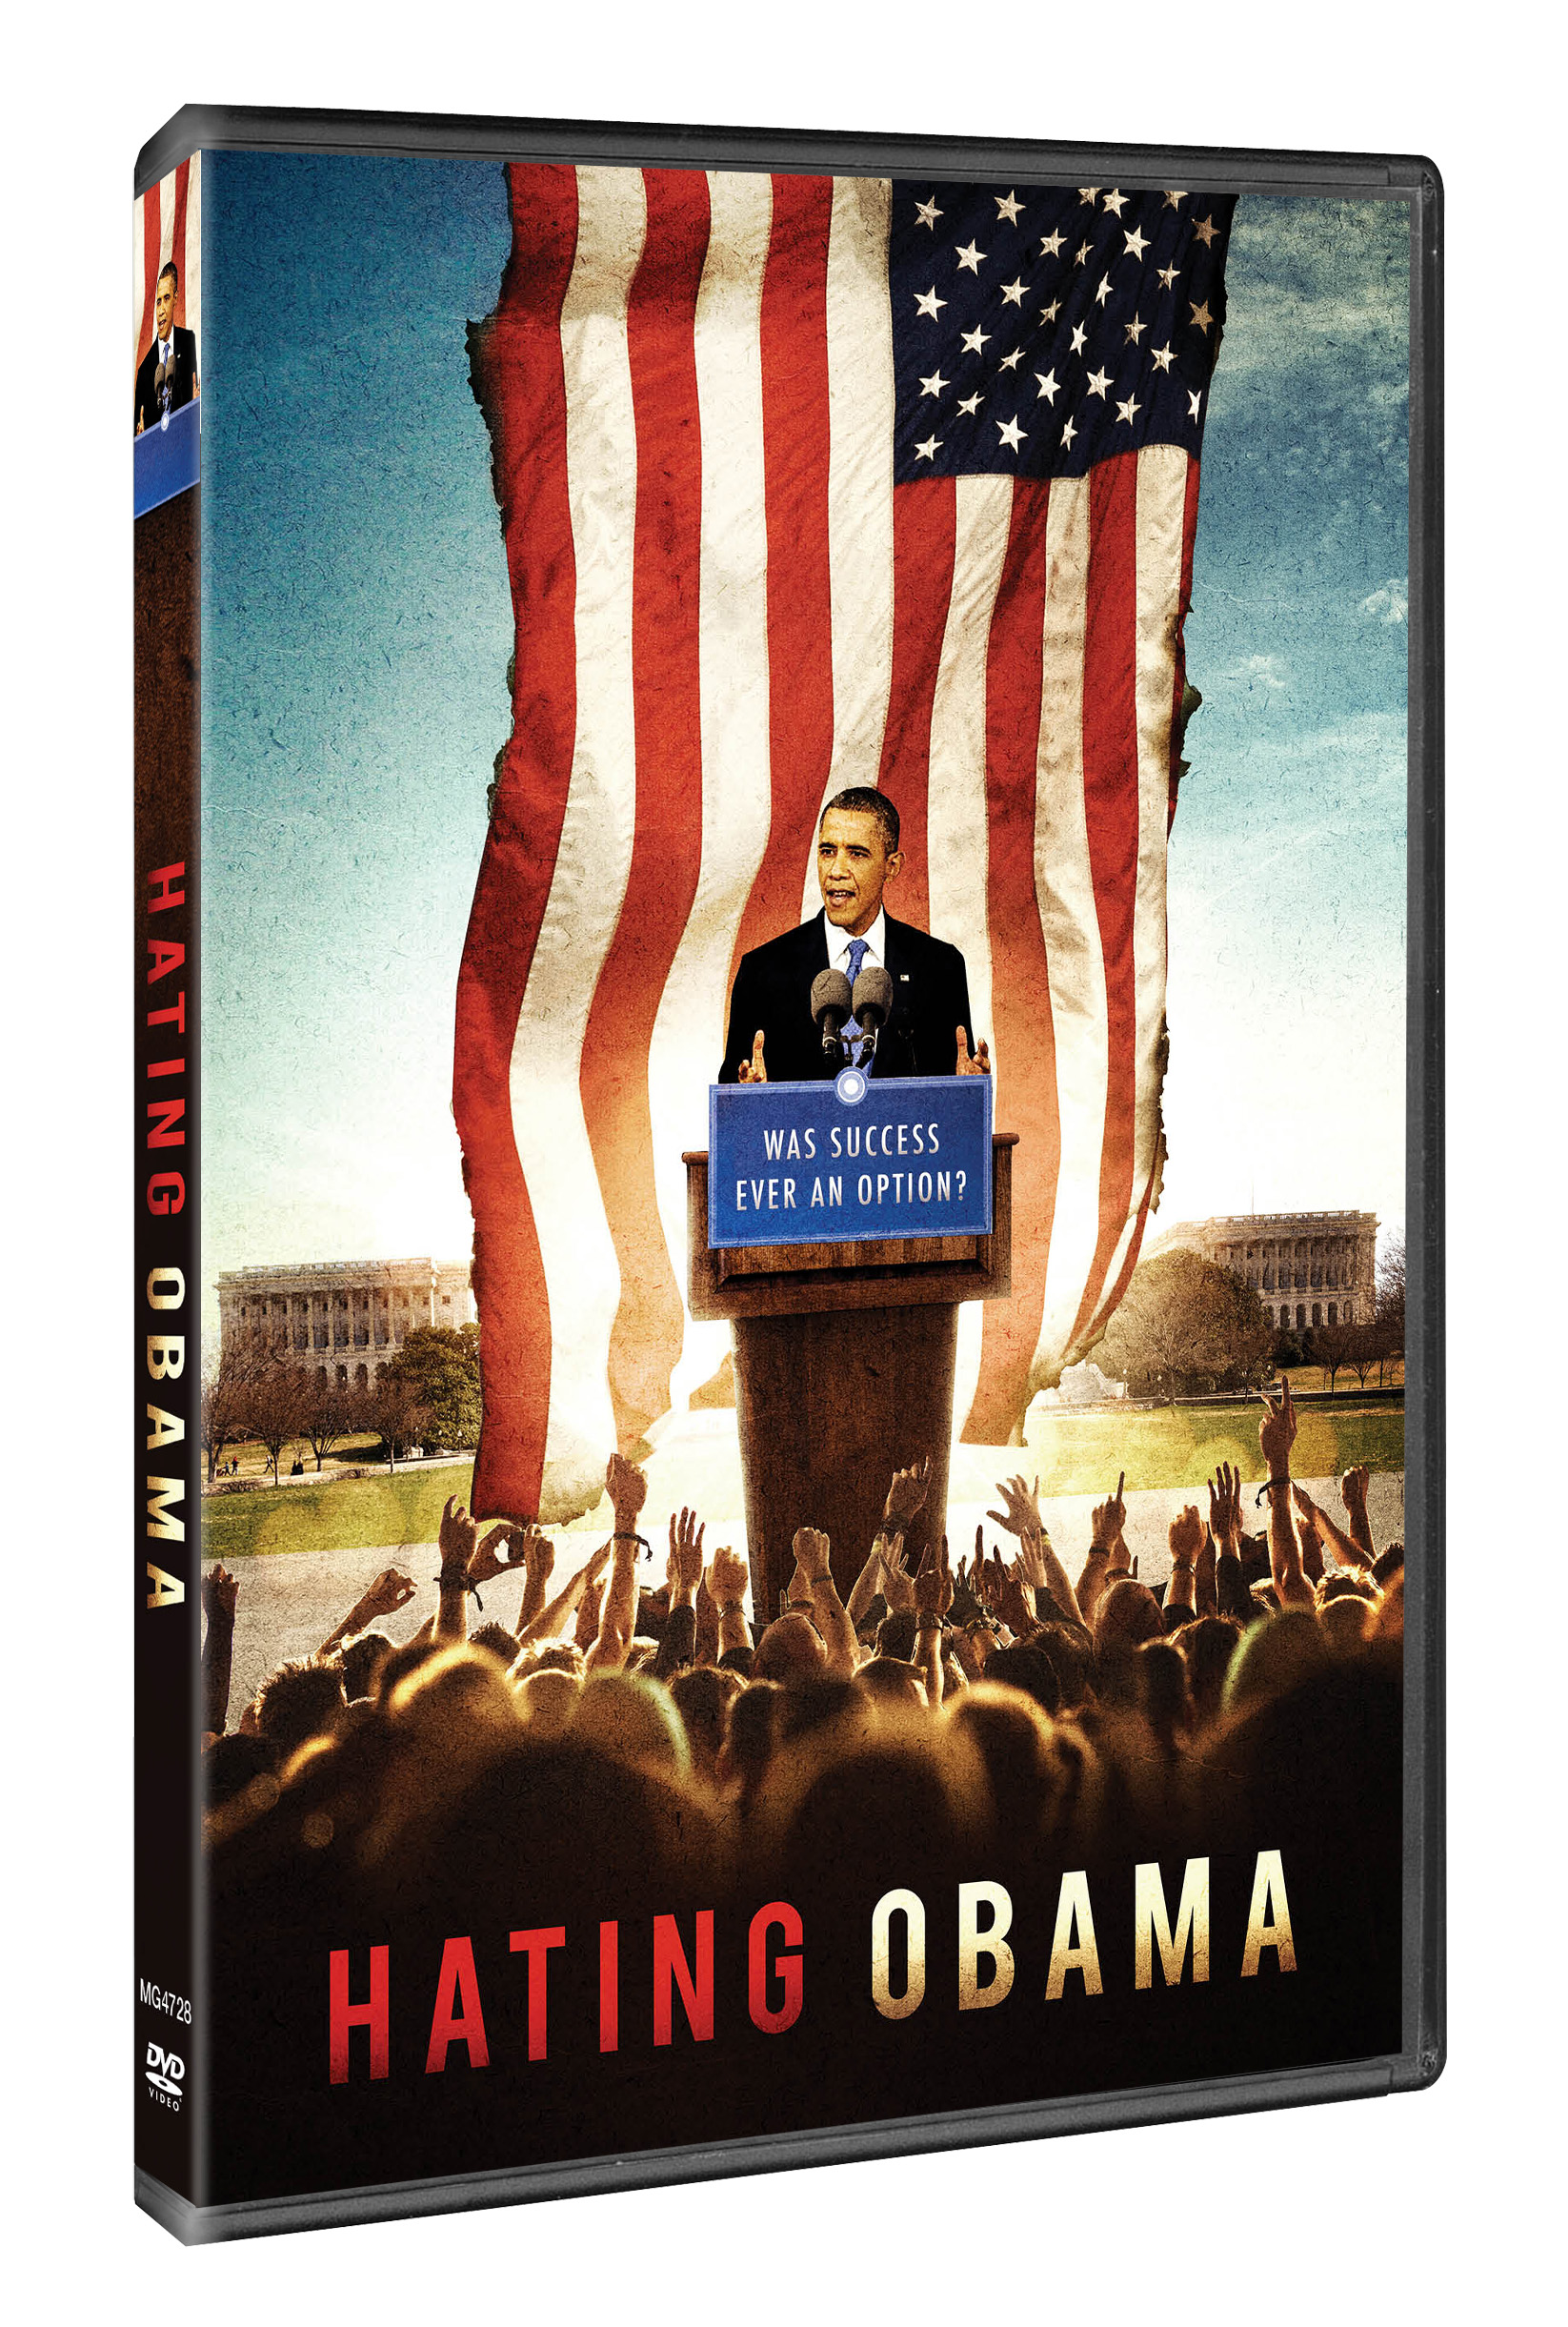 HATING OBAMA
MG4728
DVD
VIDEO
WAS SUCCESS
EVER AN OPTION?
HATING OBAMA